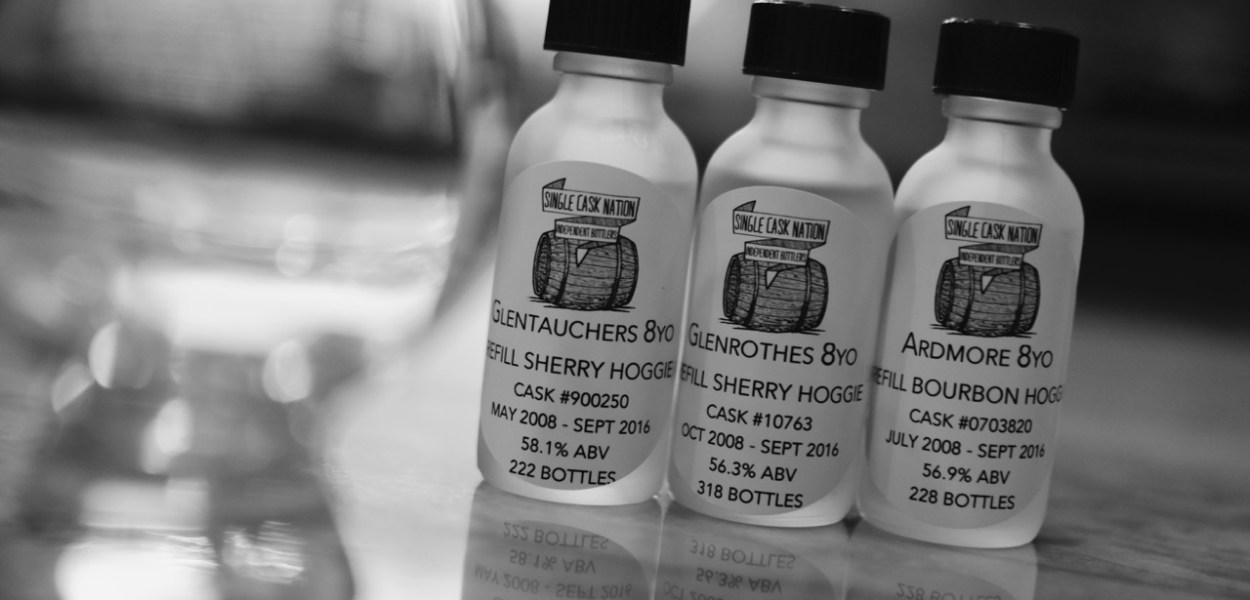 SINGLE CASK NATION
INDEPENDENT BOTTLERS
GLENTAUCHERS 8YO
REFILL SHERRY HOGGIE
CASK #900250
MAY 2008 - SEPT 2016
58.1% ABV
222 BOTTLES
SINGLE CASK NATION
INDEPENDENT BOTTLERS
GLENROTHES 8YO
EFILL SHERRY HOGGIE
CASK #10763
OCT 2008 - SEPT 2016
56.3% ABV
318 BOTTLES
SINGLE CASK NATION
INDEPENDENT BOTTLERS
ARDMORE 8YO
REFILL BOURBON HOGG
CASK #0703820
JULY 2008 - SEPT 2016
56.9% ABV
228 BOTTLES